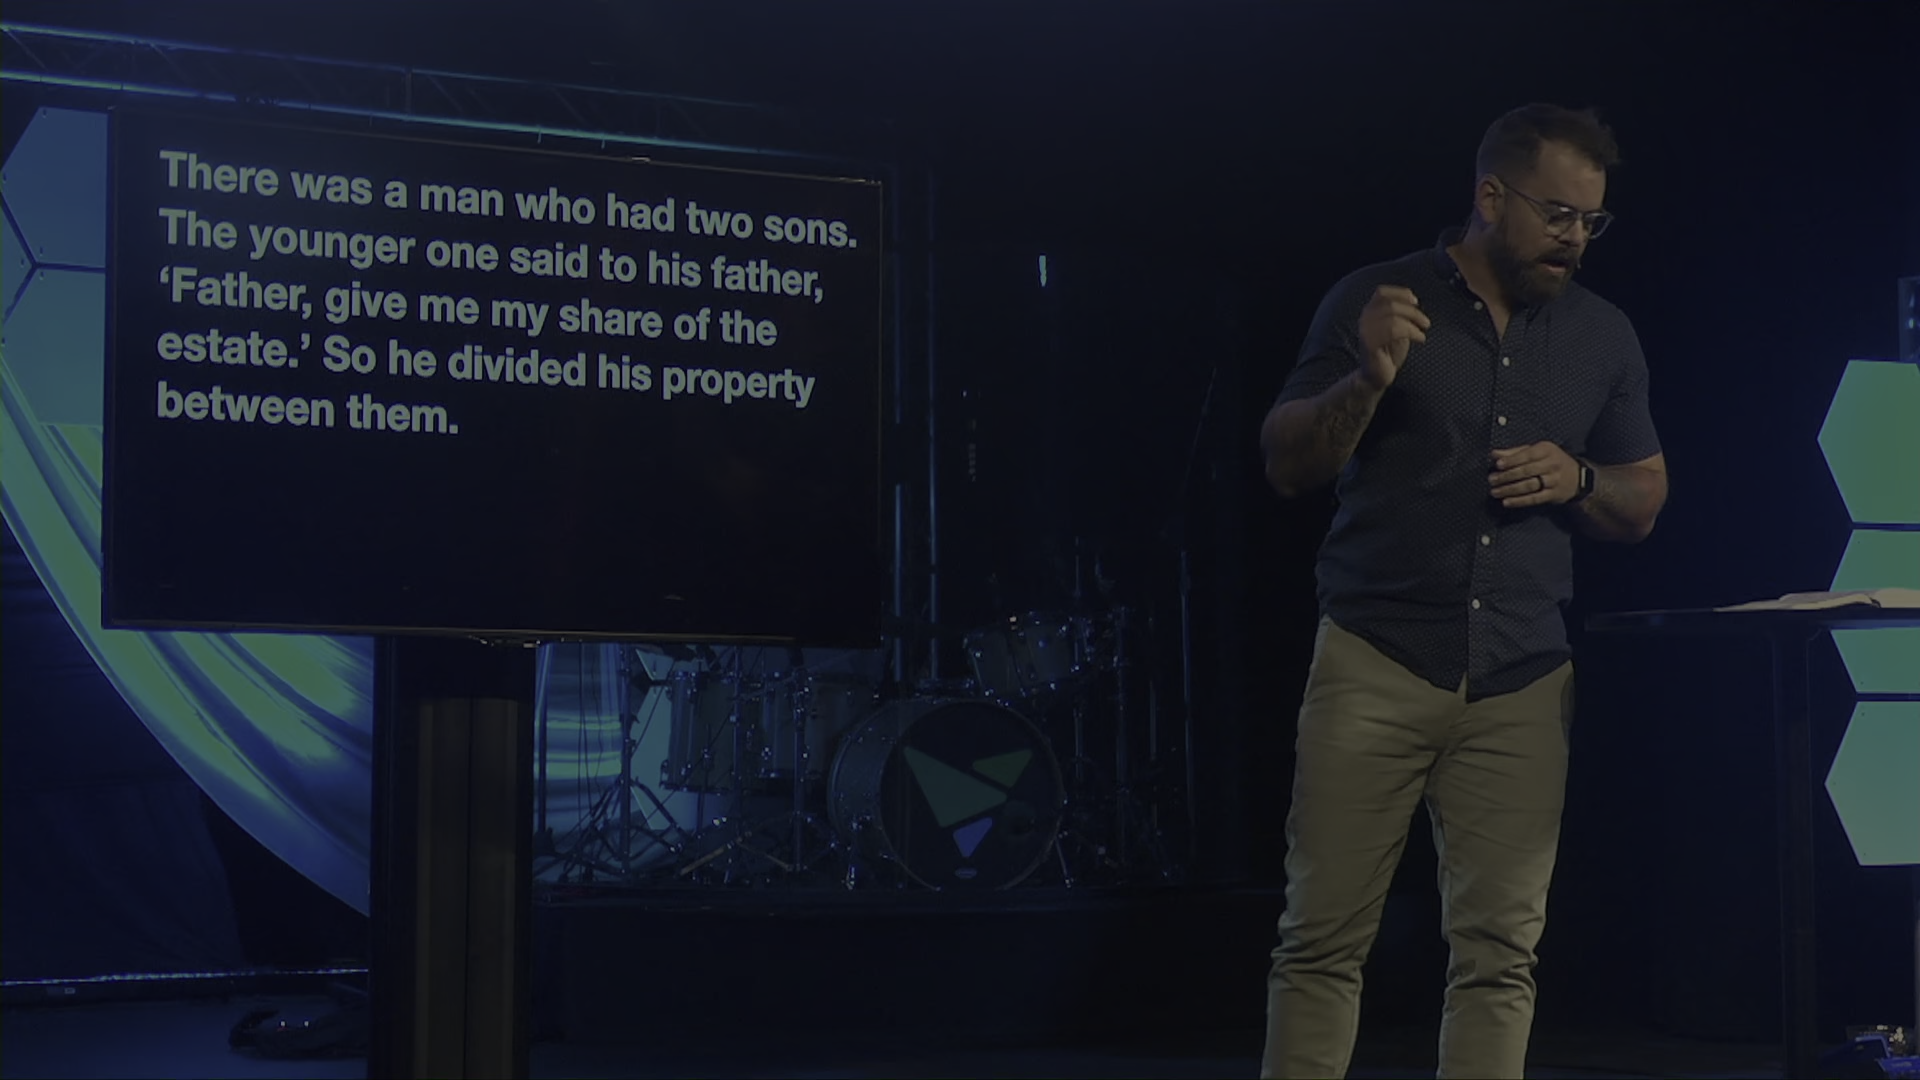 There was a man who had two sons.
The younger one said to his father,
‘Father, give me my share of the
estate.’ So he divided his property
between them.